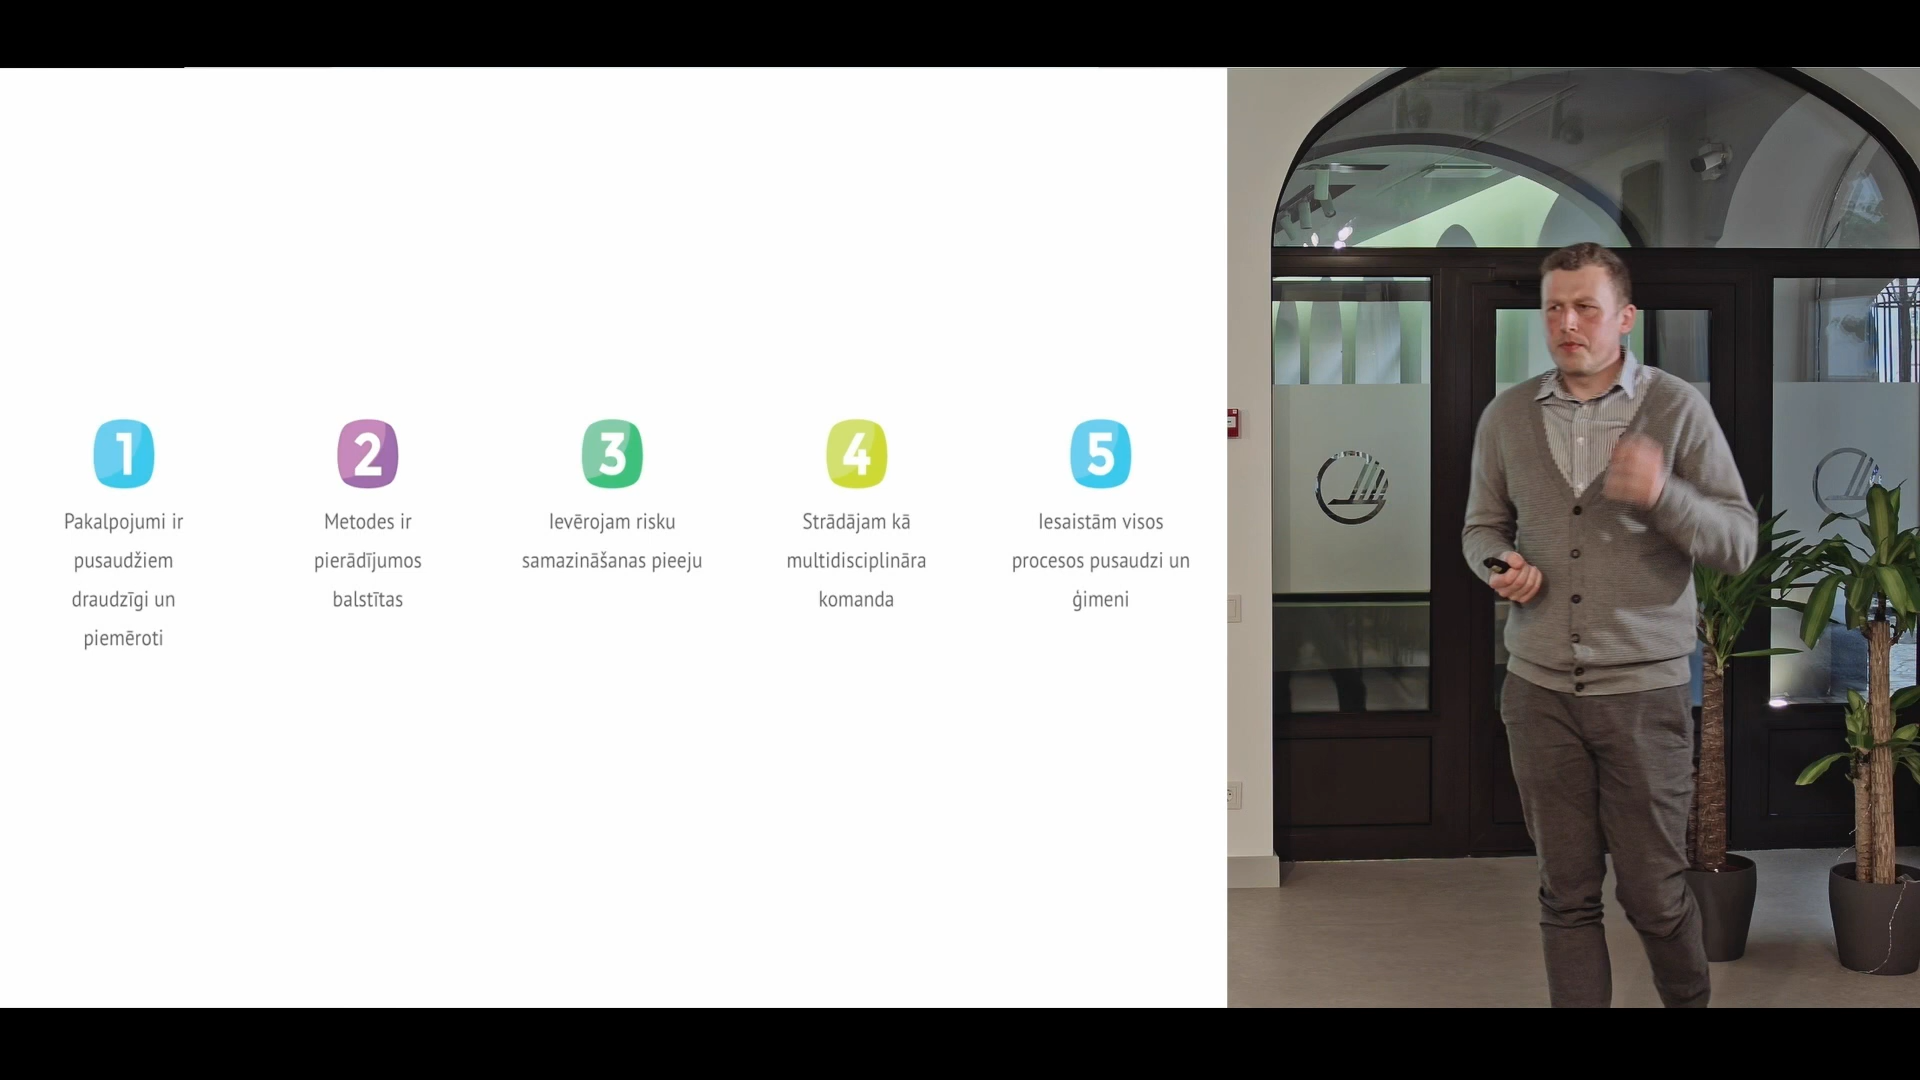 1
Pakalpojumi ir
pusaudžiem
draudzīgi un
piemēroti
2
Metodes ir
pierādījumos
balstītas
3
Ievērojam risku
samazināšanas pieeju
4
Strādājam kā
multidisciplināra
komanda
5
Iesaistām visos
procesos pusaudzi un
ģimeni